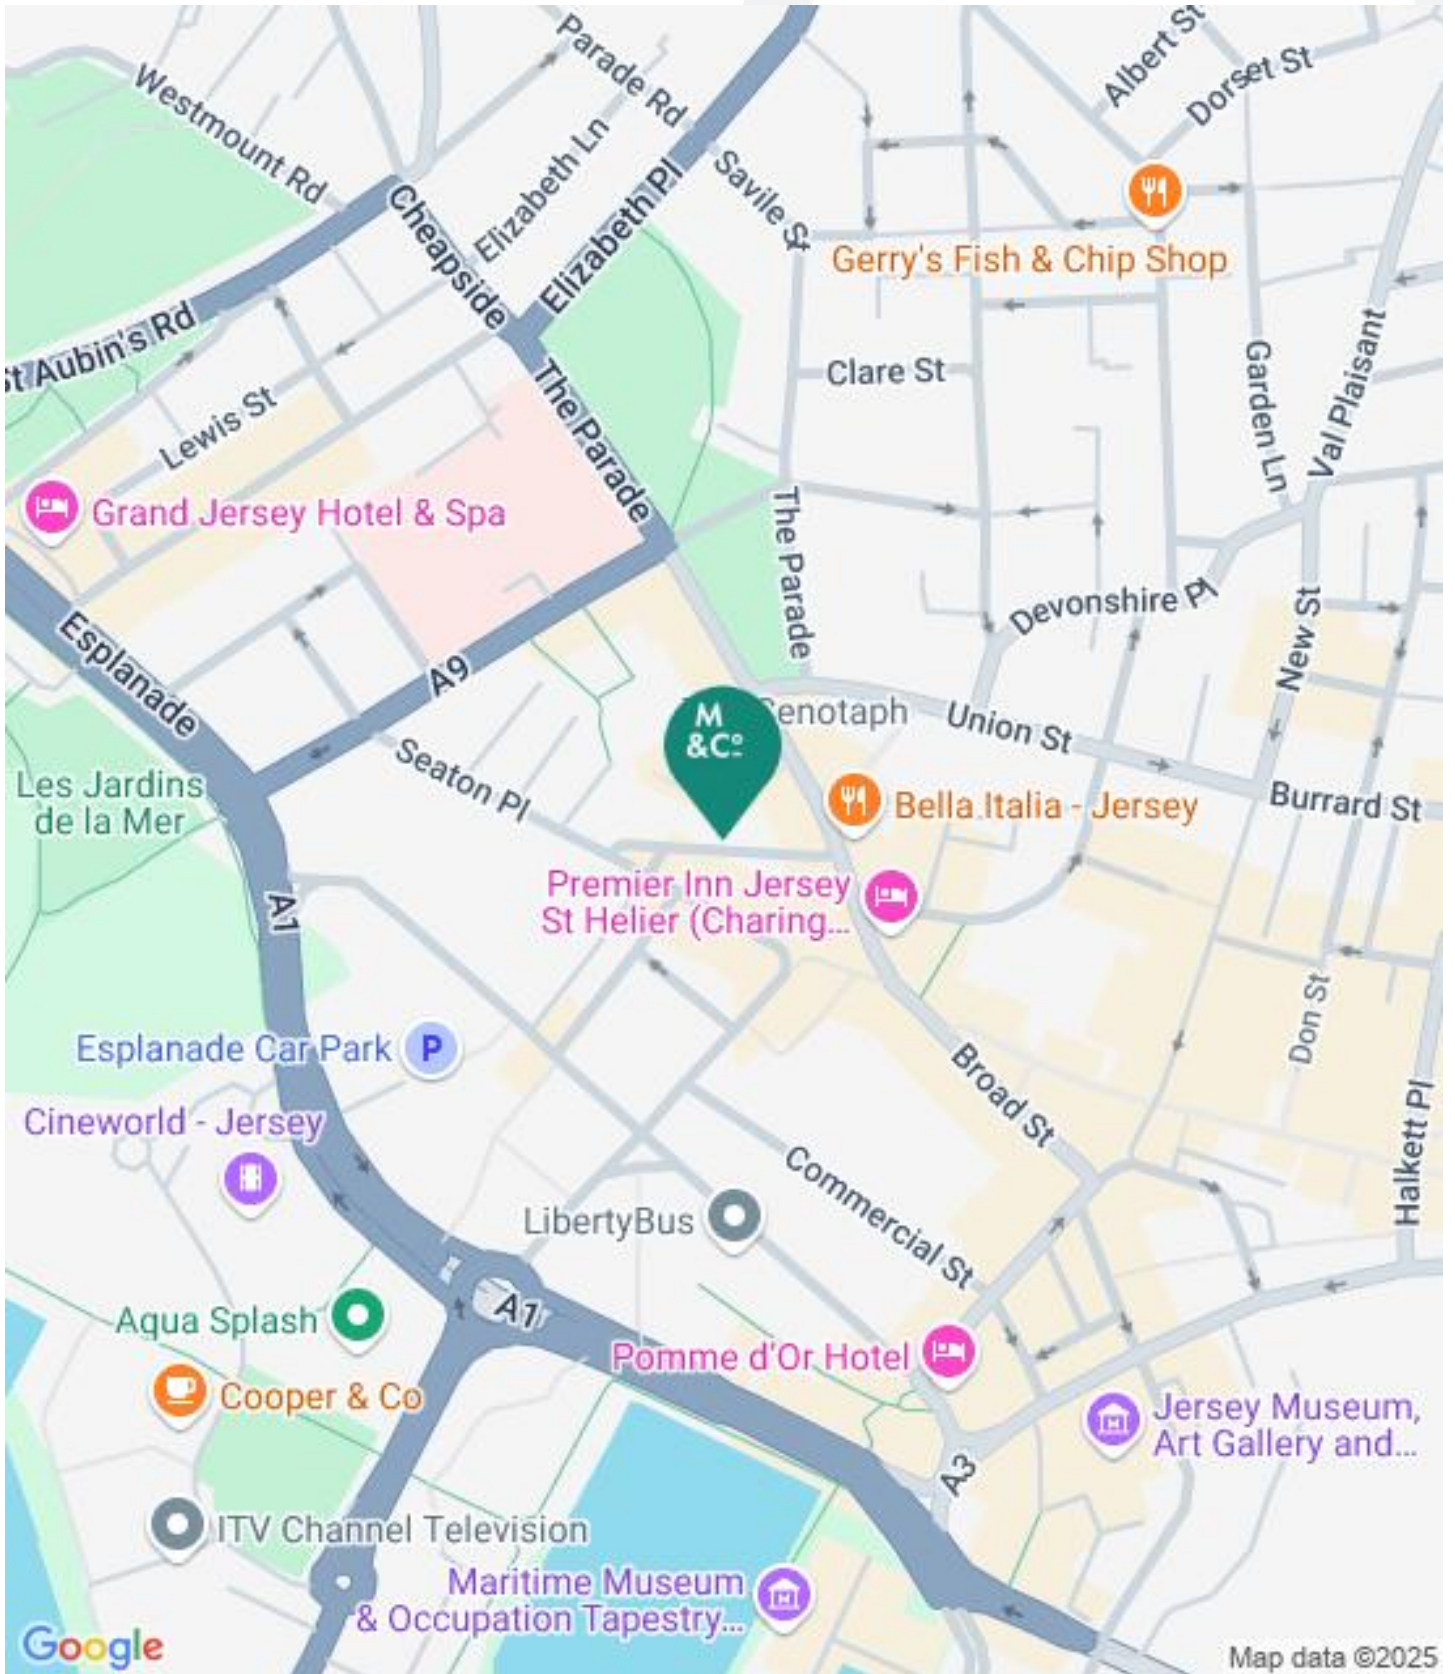 Parade Rd
Albert St
Dorset St
Westmount Rd
Elizabeth Ln
Savile St
Cheapside
Elizabeth Pl
Gerry's Fish & Chip Shop
St Aubin's Rd
Clare St
Garden Ln
Val Plaisant
The Parade
Lewis St
Grand Jersey Hotel & Spa
The Parade
Devonshire Pl
New St
Esplanade
A9
M
&Co
Cenotaph
Union St
Seaton Pl
Les Jardins
de la Mer
Bella Italia - Jersey
Burrard St
Premier Inn Jersey
St Helier (Charing...
A1
Don St
Esplanade Car Park
P
Broad St
Halkett Pl
Cineworld - Jersey
Commercial St
LibertyBus
Aqua Splash
A1
Pomme d'Or Hotel
Cooper & Co
Jersey Museum,
Art Gallery and...
A3
ITV Channel Television
Maritime Museum
& Occupation Tapestry...
Google
Map data ©2025